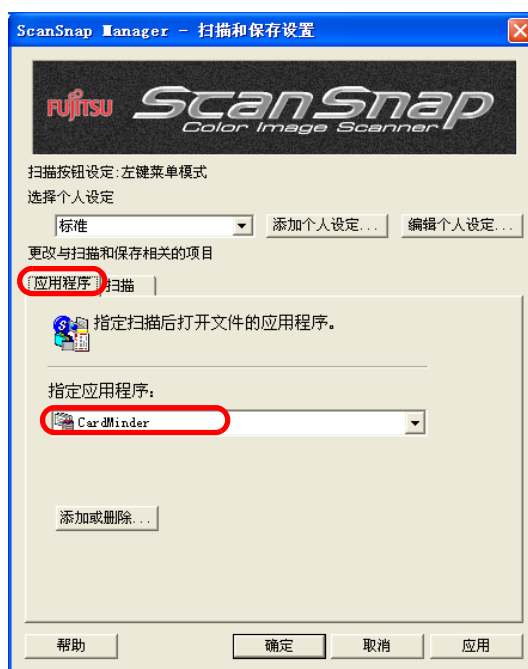 ScanSnap Manager - 扫描和保存设置
FUJITSU ScanSnap
Color Image Scanner
扫描按钮设定:左键菜单模式
选择个人设定
标准 添加个人设定... 编辑个人设定...
更改与扫描和保存相关的项目
应用程序 扫描
指定扫描后打开文件的应用程序。
指定应用程序:
CardMinder
添加或删除...
帮助 确定 取消 应用